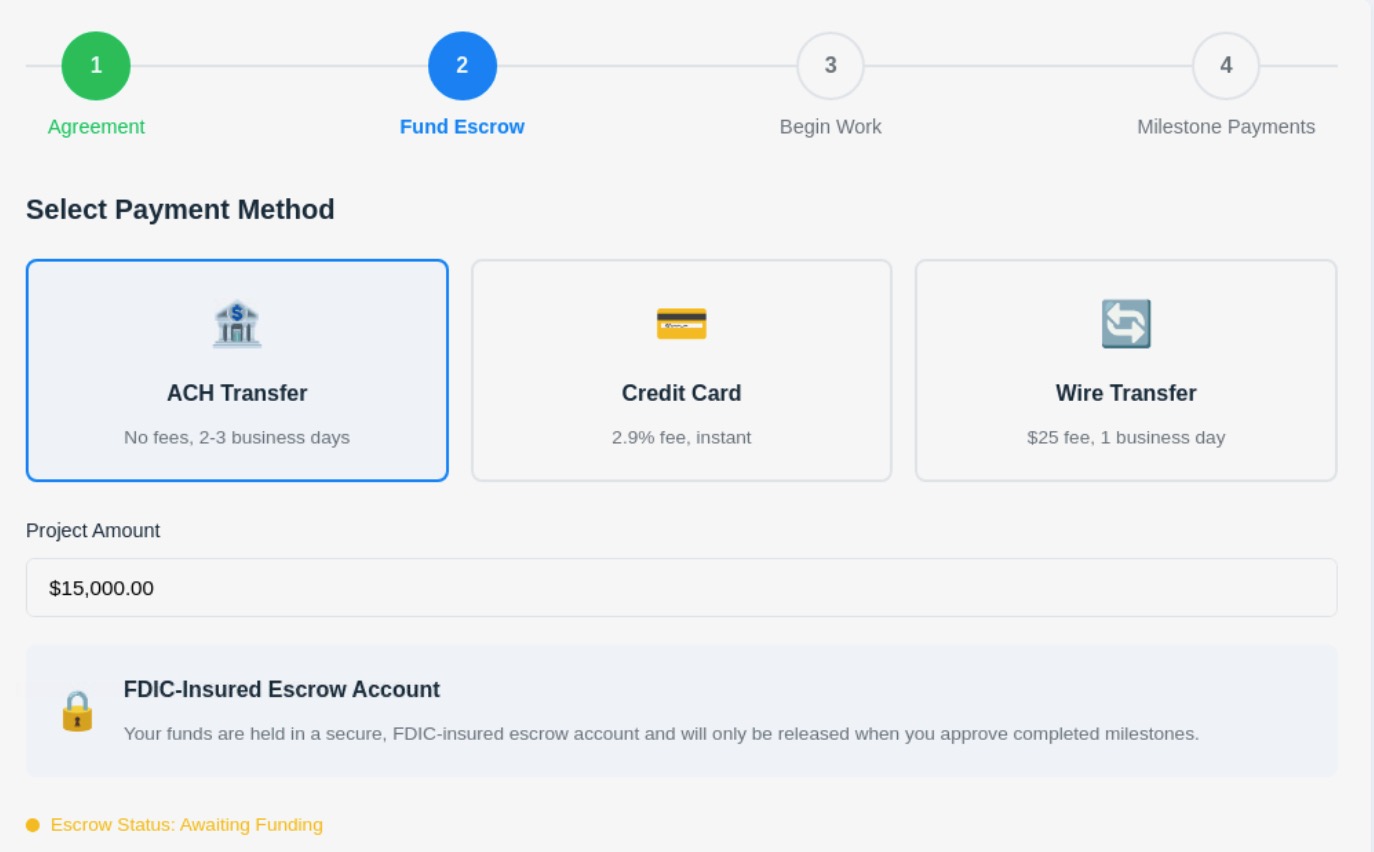 1
2
3
4
Agreement
Fund Escrow
Begin Work
Milestone Payments
Select Payment Method
ACH Transfer
Credit Card
Wire Transfer
No fees, 2-3 business days
2.9% fee, instant
$25 fee, 1 business day
Project Amount
$15,000.00
FDIC-Insured Escrow Account
Your funds are held in a secure, FDIC-insured escrow account and will only be released when you approve completed milestones.
Escrow Status: Awaiting Funding